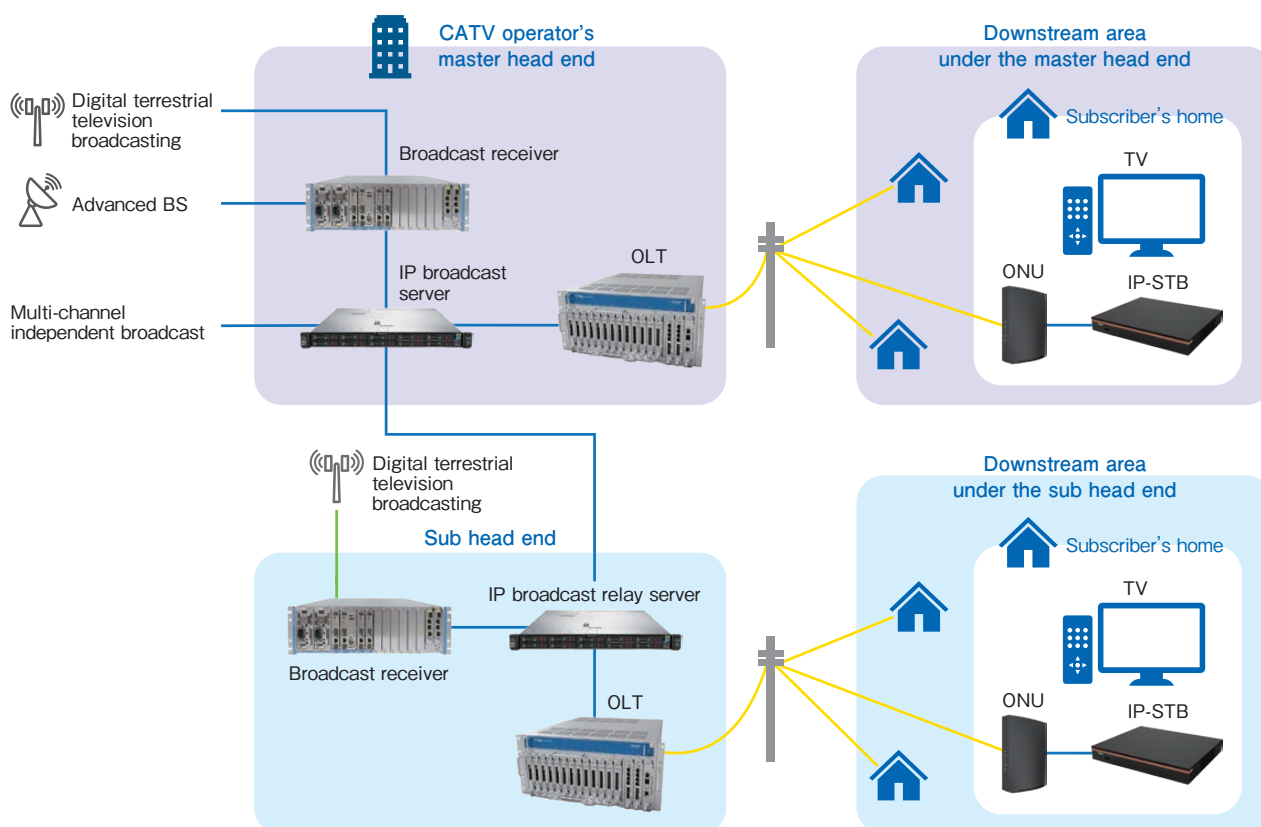 CATV operator's
master head end
Downstream area
under the master head end
Digital terrestrial
television
broadcasting
Advanced BS
Multi-channel
independent broadcast
Broadcast receiver
IP broadcast
server
OLT
Subscriber's home
TV
ONU
IP-STB
Digital terrestrial
television
broadcasting
Sub head end
IP broadcast relay server
Broadcast receiver
OLT
Downstream area
under the sub head end
Subscriber's home
TV
ONU
IP-STB